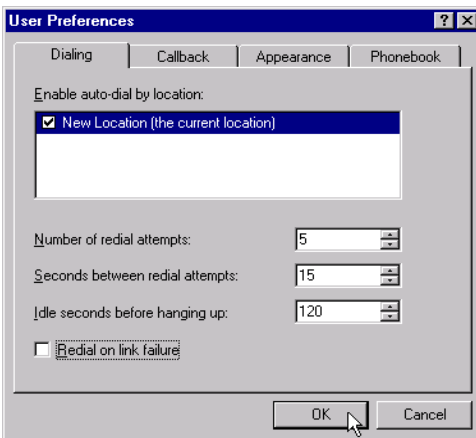 User Preferences ? ×
Dialing Callback Appearance Phonebook
Enable auto-dial by location:
New Location (the current location)
Number of redial attempts: 5
Seconds between redial attempts: 15
Idle seconds before hanging up: 120
Redial on link failure
OK Cancel